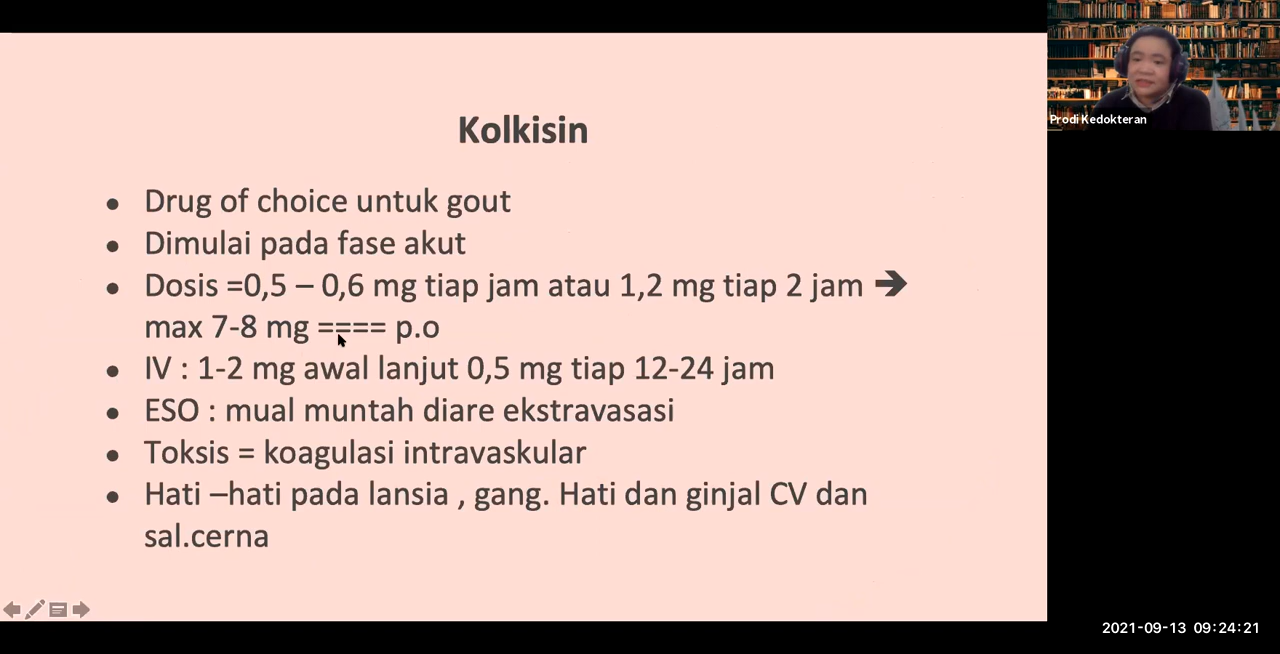 Kolkisin
• Drug of choice untuk gout
• Dimulai pada fase akut
• Dosis =0,5 – 0,6 mg tiap jam atau 1,2 mg tiap 2 jam ➔
max 7-8 mg ==== p.o
• IV : 1-2 mg awal lanjut 0,5 mg tiap 12-24 jam
• ESO : mual muntah diare ekstravasasi
• Toksis = koagulasi intravaskular
• Hati –hati pada lansia , gang. Hati dan ginjal CV dan
sal.cerna
Prodi Kedokteran
2021-09-13 09:24:21